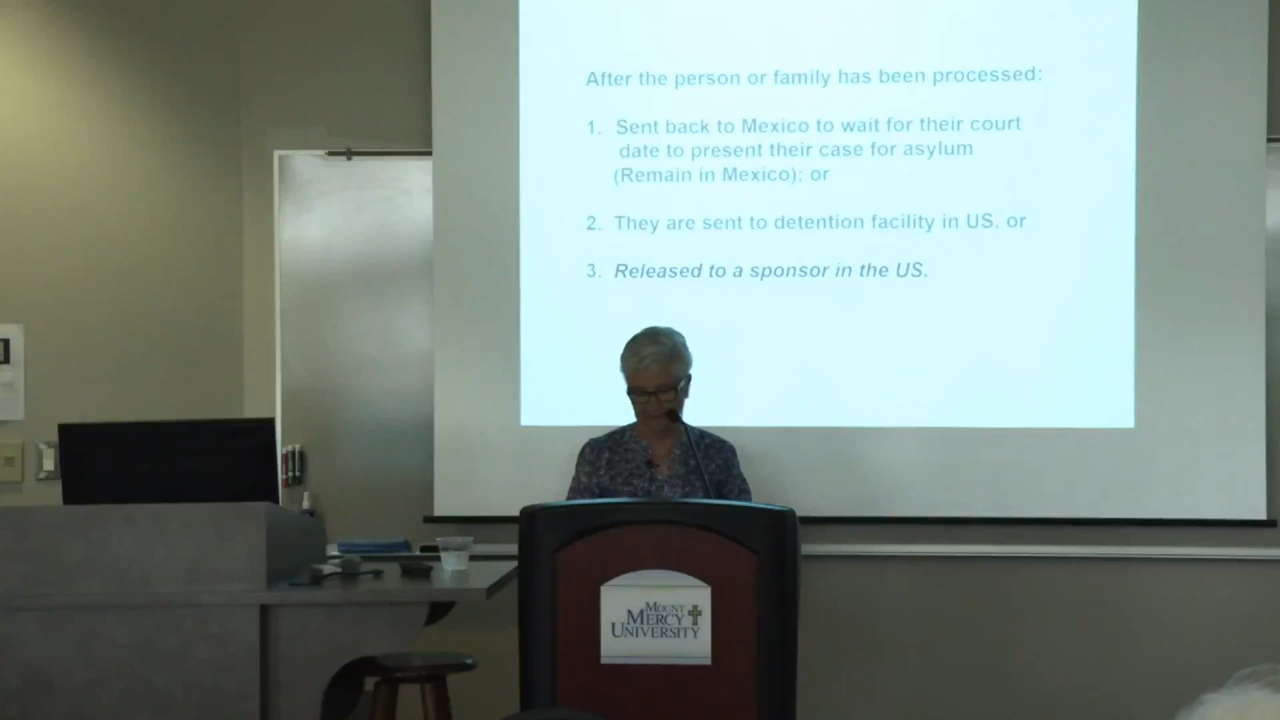 After the person or family has been processed:
1. Sent back to Mexico to wait for their court
date to present their case for asylum
(Remain in Mexico); or
2. They are sent to detention facility in US, or
3. Released to a sponsor in the US.
MOUNT
MERCY
UNIVERSITY